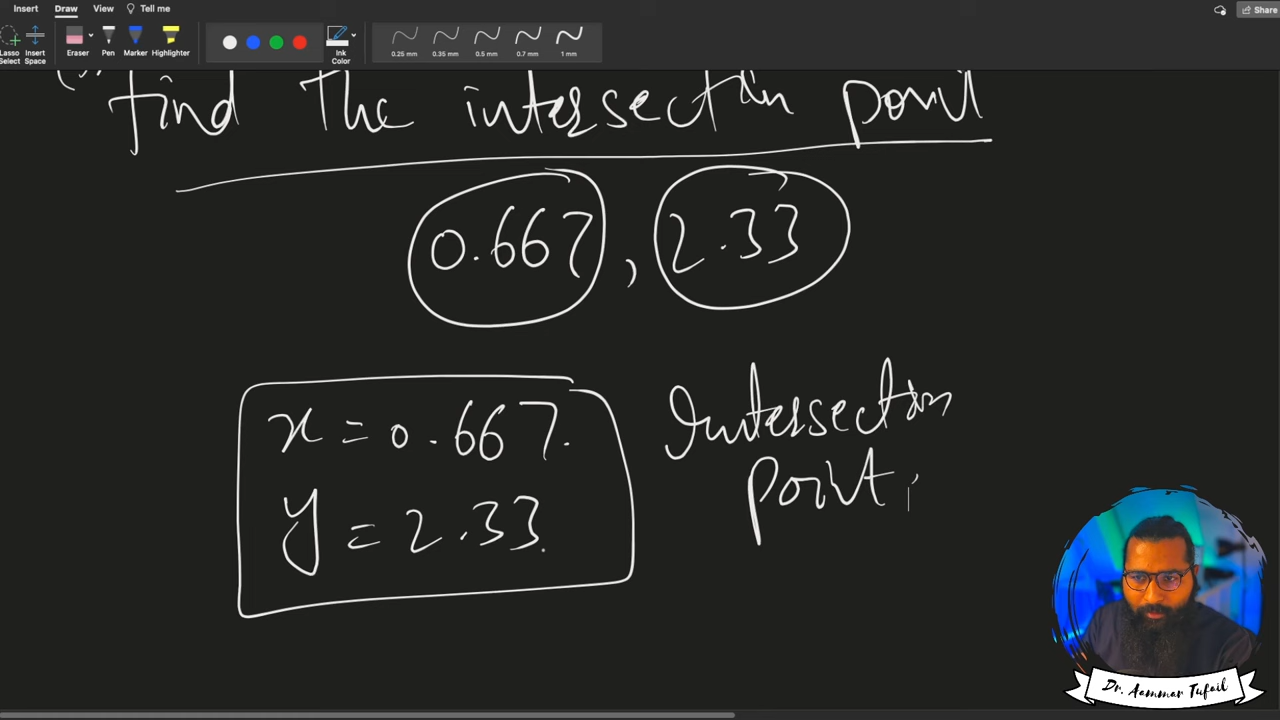 Insert Draw View Tell me
Share
Lasso Select
Insert Space
Eraser
Pen
Marker
Highlighter
Ink Color
0.25 mm 0.35 mm 0.5 mm 0.7 mm 1 mm
find the intersection point
0.667 , 2.33
x = 0.667.
y = 2.33.
Intersection
point
Dr. Aammar Tufail